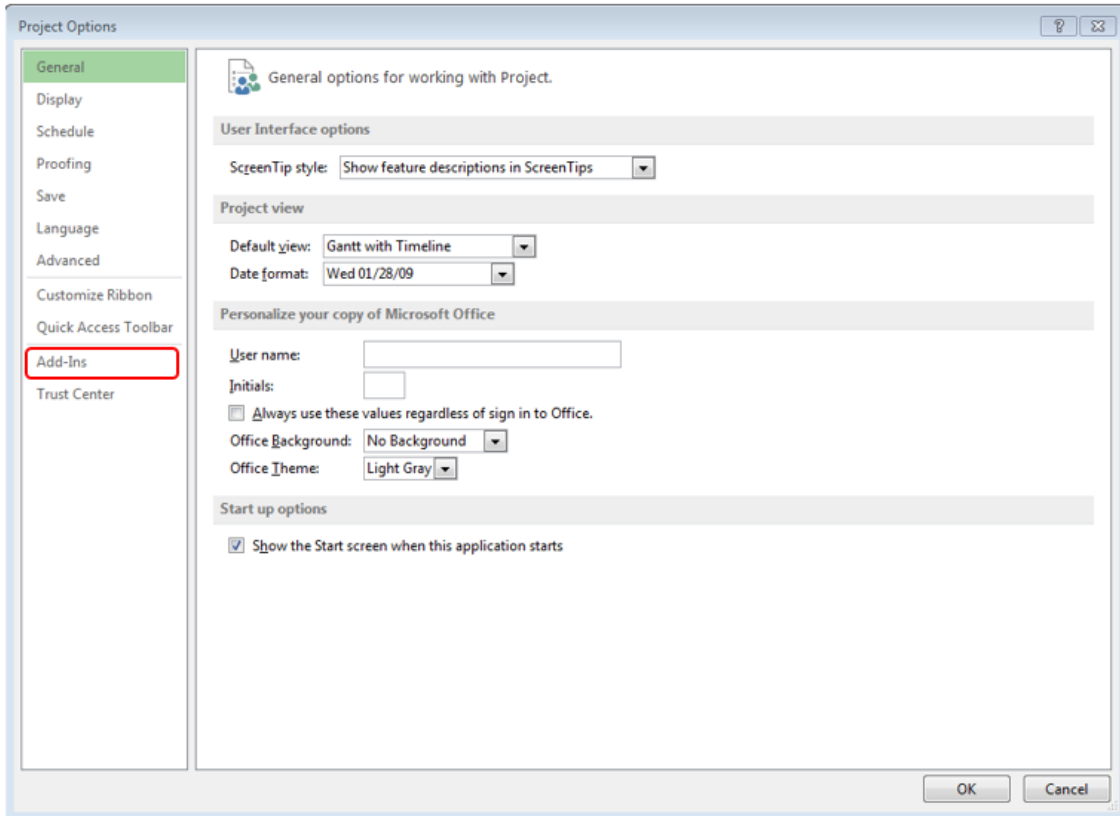 Project Options
General
Display
Schedule
Proofing
Save
Language
Advanced
Customize Ribbon
Quick Access Toolbar
Add-Ins
Trust Center
General options for working with Project.
User Interface options
ScreenTip style: Show feature descriptions in ScreenTips
Project view
Default view: Gantt with Timeline
Date format: Wed 01/28/09
Personalize your copy of Microsoft Office
User name:
Initials:
Always use these values regardless of sign in to Office.
Office Background: No Background
Office Theme: Light Gray
Start up options
Show the Start screen when this application starts
OK Cancel